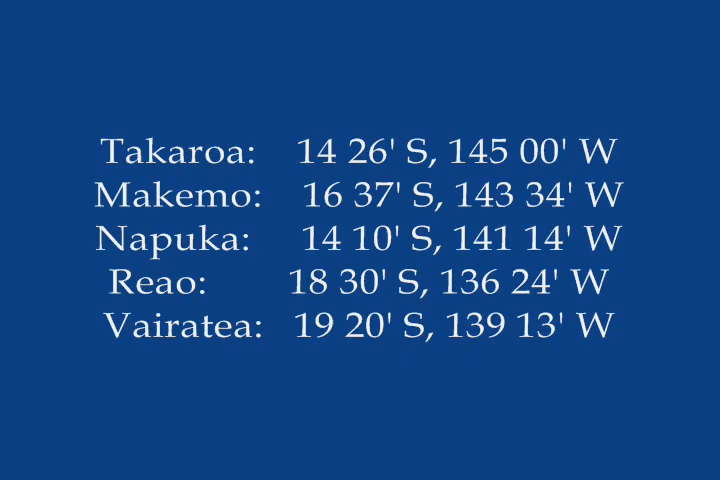 Takaroa: 14 26' S, 145 00' W
Makemo: 16 37' S, 143 34' W
Napuka: 14 10' S, 141 14' W
Reao: 18 30' S, 136 24' W
Vairatea: 19 20' S, 139 13' W